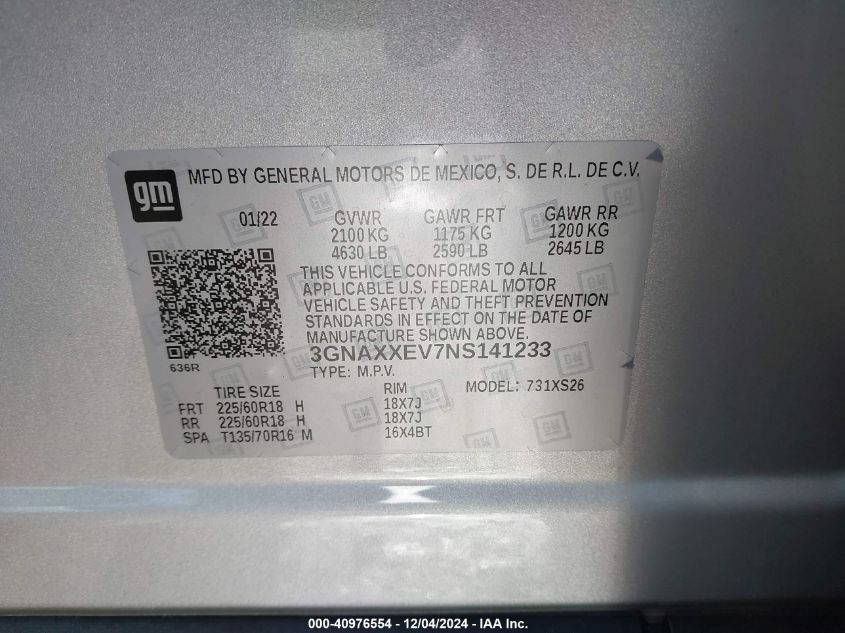 gm
MFD BY GENERAL MOTORS DE MEXICO, S. DE R.L. DE C.V.
01/22 GVWR GAWR FRT GAWR RR
2100 KG 1175 KG 1200 KG
4630 LB 2590 LB 2645 LB
THIS VEHICLE CONFORMS TO ALL
APPLICABLE U.S. FEDERAL MOTOR
VEHICLE SAFETY AND THEFT PREVENTION
STANDARDS IN EFFECT ON THE DATE OF
MANUFACTURE SHOWN ABOVE.
636R 3GNAXXEV7NS141233
TYPE: M.P.V.
TIRE SIZE RIM MODEL: 731XS26
FRT 225/60R18 H 18X7J
RR 225/60R18 H 18X7J
SPA T135/70R16 M 16X4BT
000-40976554 - 12/04/2024 - IAA Inc.